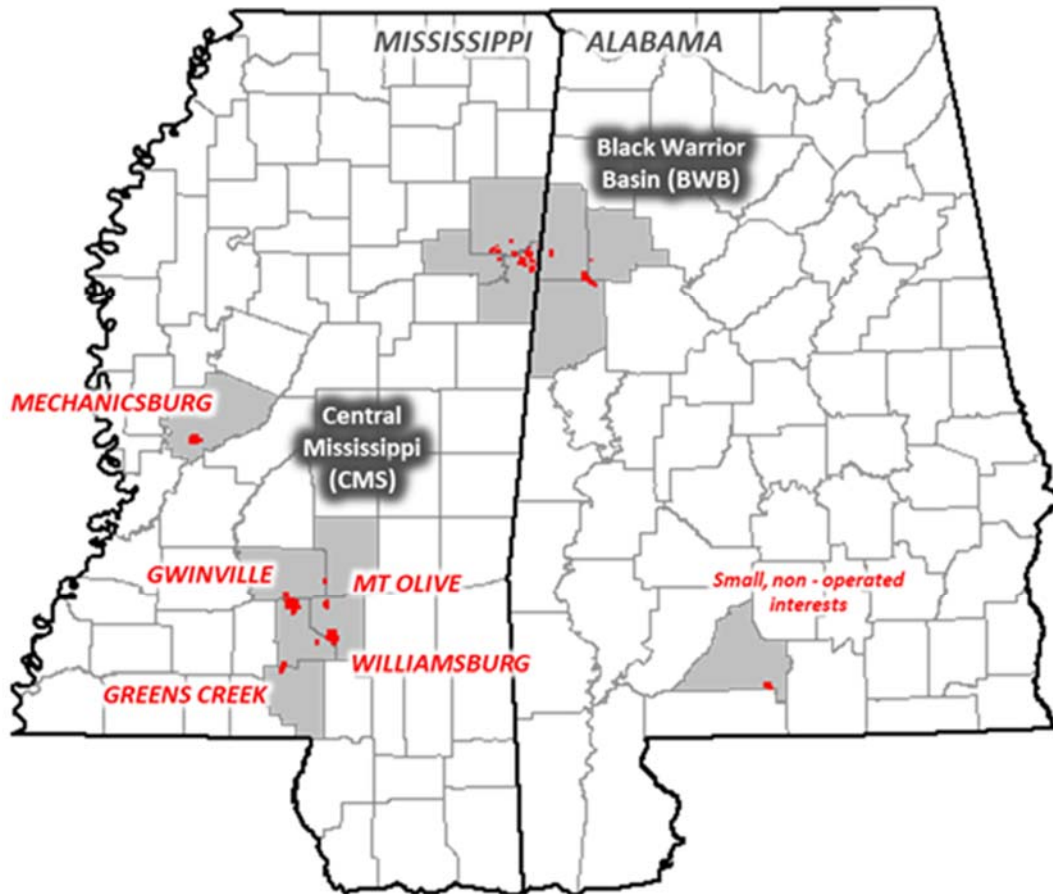 MISSISSIPPI
ALABAMA
Black Warrior
Basin (BWB)
MECHANICSBURG
Central
Mississippi
(CMS)
GWINVILLE
MT OLIVE
Small, non - operated
interests
WILLIAMSBURG
GREENS CREEK